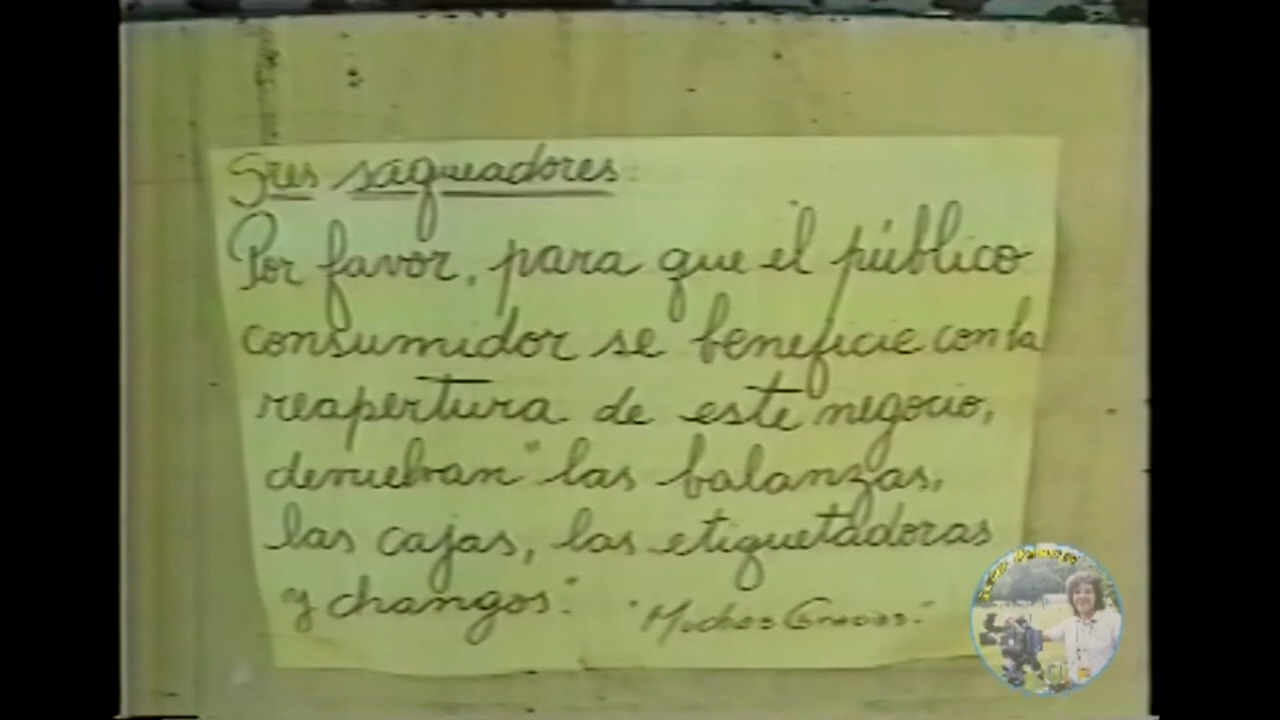 Sres saqueadores:
Por favor, para que el público
consumidor se beneficie con la
reapertura de este negocio,
devuelvan "las balanzas,
las cajas, las etiquetadoras
y changos". "Muchas Gracias."